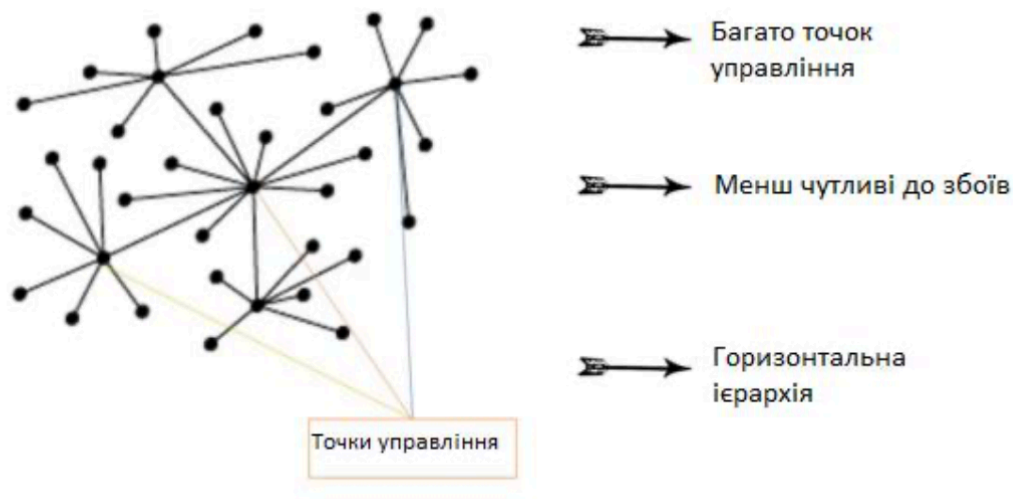 Багато точок
управління
Менш чутливі до збоїв
Горизонтальна
ієрархія
Точки управління